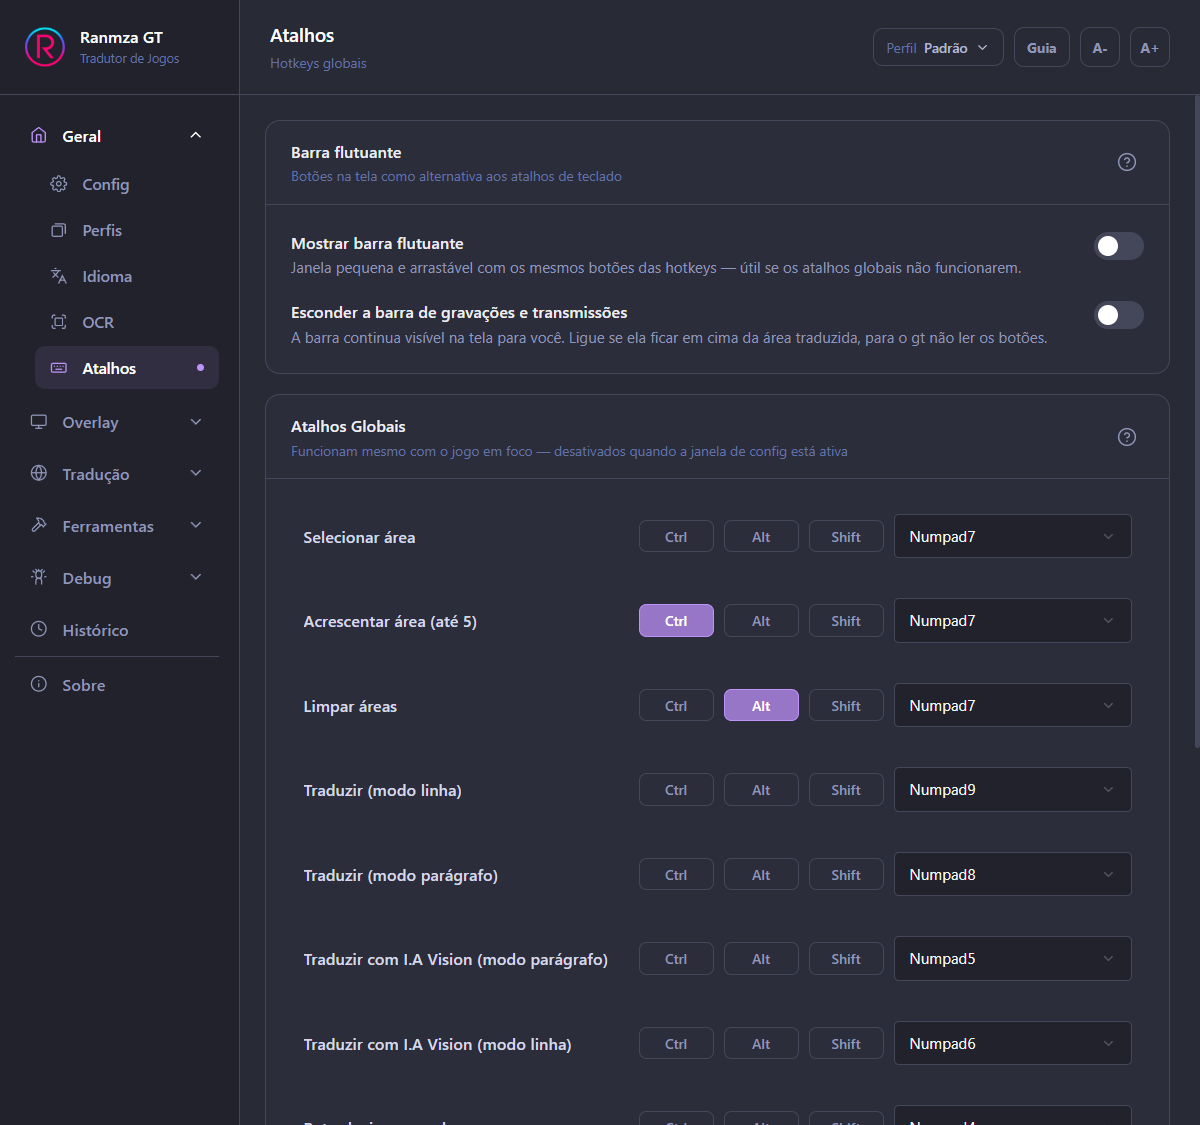 Ranmza GT
Tradutor de Jogos
Atalhos
Hotkeys globais
Perfil Padrão
Guia
A-
A+
Geral
Config
Perfis
Idioma
OCR
Atalhos
Overlay
Tradução
Ferramentas
Debug
Histórico
Sobre
Barra flutuante
Botões na tela como alternativa aos atalhos de teclado
Mostrar barra flutuante
Janela pequena e arrastável com os mesmos botões das hotkeys — útil se os atalhos globais não funcionarem.
Esconder a barra de gravações e transmissões
A barra continua visível na tela para você. Ligue se ela ficar em cima da área traduzida, para o gt não ler os botões.
Atalhos Globais
Funcionam mesmo com o jogo em foco — desativados quando a janela de config está ativa
Selecionar área Ctrl Alt Shift Numpad7
Acrescentar área (até 5) Ctrl Alt Shift Numpad7
Limpar áreas Ctrl Alt Shift Numpad7
Traduzir (modo linha) Ctrl Alt Shift Numpad9
Traduzir (modo parágrafo) Ctrl Alt Shift Numpad8
Traduzir com I.A Vision (modo parágrafo) Ctrl Alt Shift Numpad5
Traduzir com I.A Vision (modo linha) Ctrl Alt Shift Numpad6